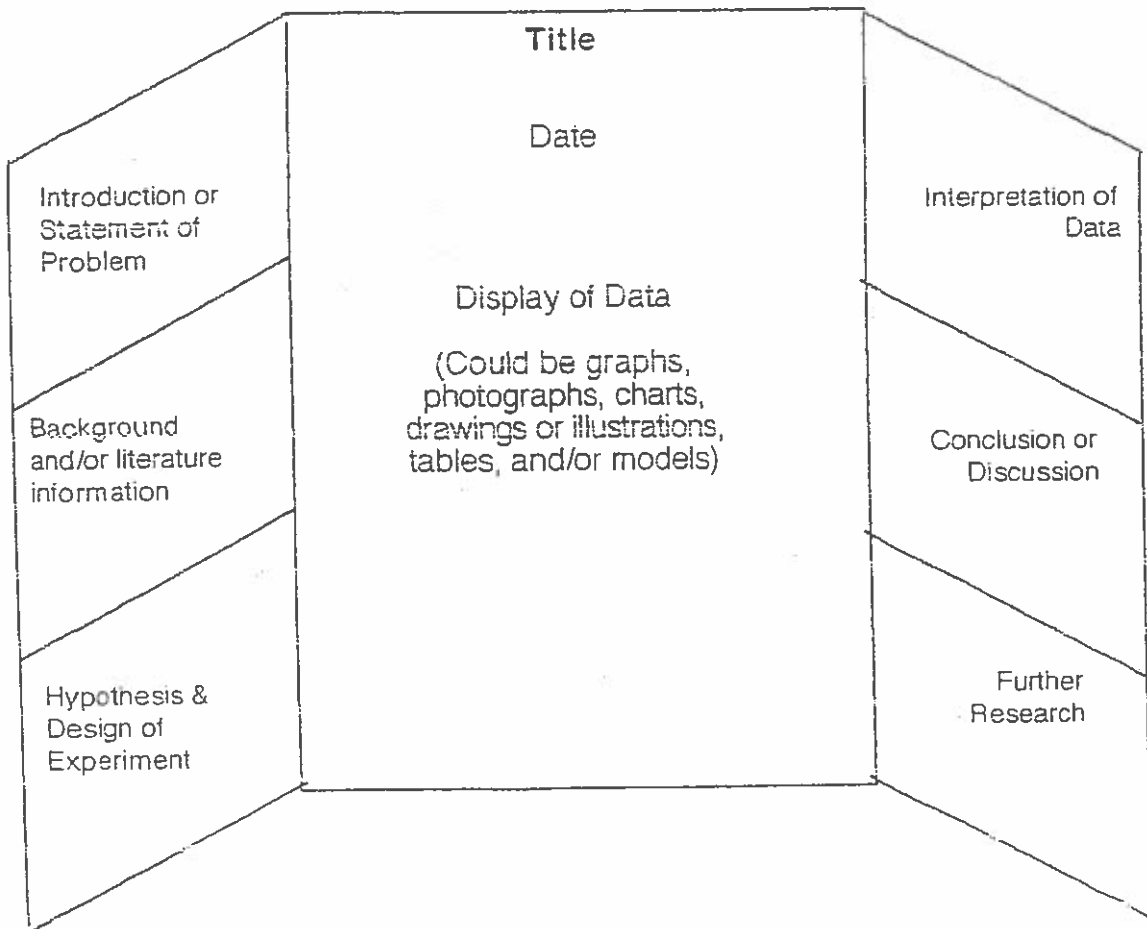 Title
Date
Introduction or
Statement of
Problem
Background
and/or literature
information
Hypothesis &
Design of
Experiment
Display of Data
(Could be graphs,
photographs, charts,
drawings or illustrations,
tables, and/or models)
Interpretation of
Data
Conclusion or
Discussion
Further
Research